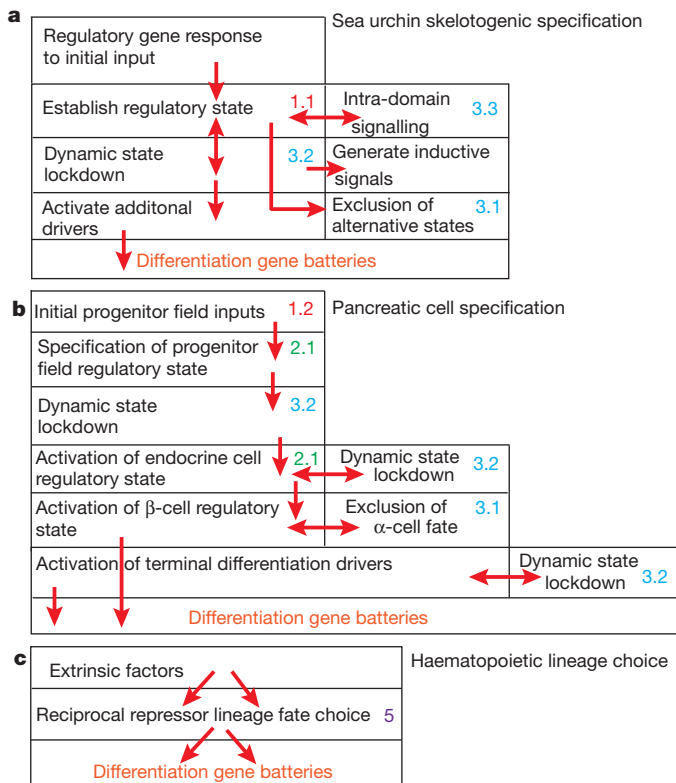 a
Sea urchin skelotogenic specification
Regulatory gene response
to initial input
Establish regulatory state 1.1
Intra-domain
signalling 3.3
Dynamic state
lockdown 3.2
Generate inductive
signals
Activate additonal
drivers
Exclusion of
alternative states 3.1
Differentiation gene batteries
b
Pancreatic cell specification
Initial progenitor field inputs 1.2
Specification of progenitor
field regulatory state 2.1
Dynamic state
lockdown 3.2
Activation of endocrine cell
regulatory state 2.1
Dynamic state
lockdown 3.2
Activation of β-cell regulatory
state
Exclusion of
α-cell fate 3.1
Activation of terminal differentiation drivers
Dynamic state
lockdown 3.2
Differentiation gene batteries
c
Haematopoietic lineage choice
Extrinsic factors
Reciprocal repressor lineage fate choice 5
Differentiation gene batteries